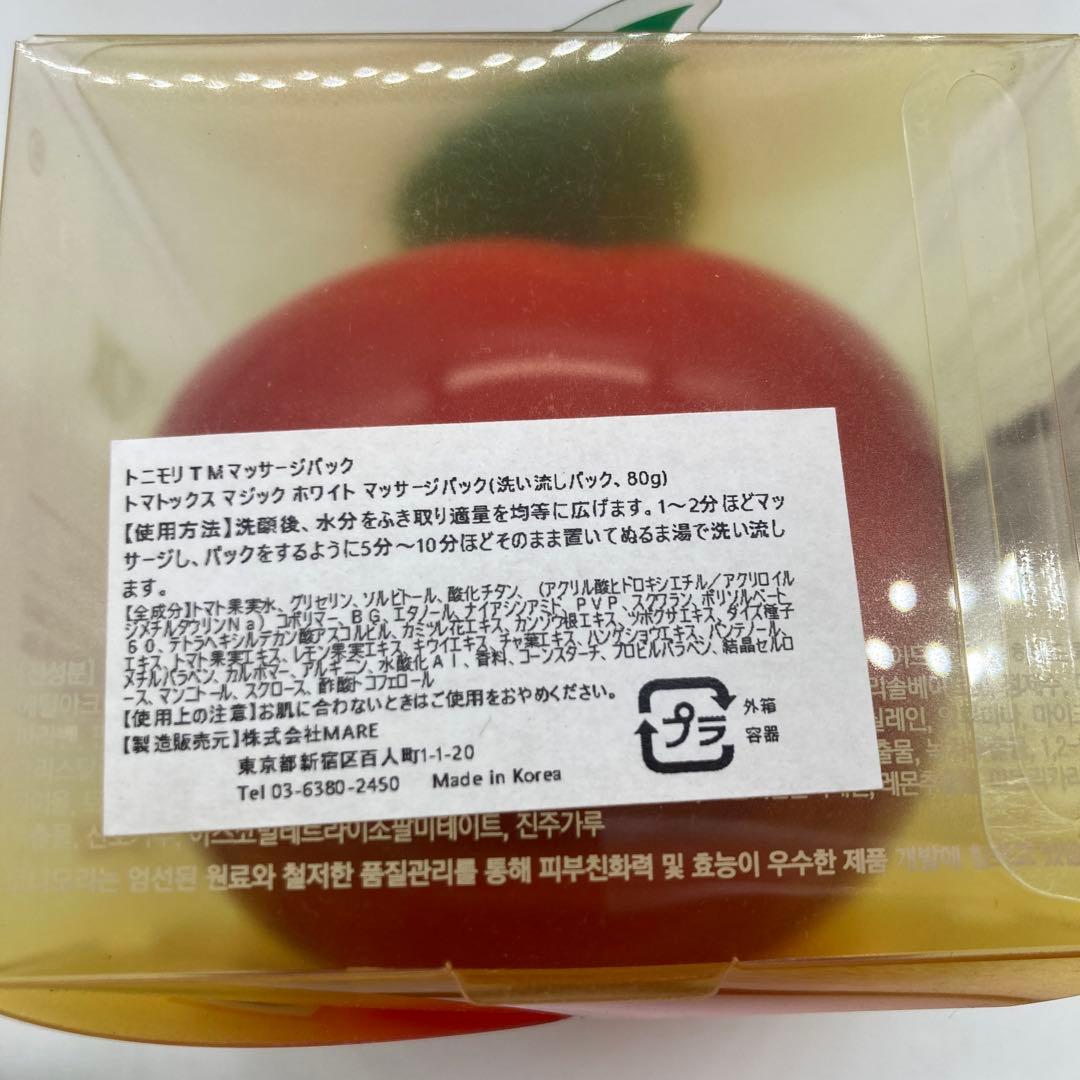 トニモリTMマッサージパック
トマトックス マジック ホワイト マッサージパック(洗い流しパック、80g)
【使用方法】洗顔後、水分をふき取り適量を均等に広げます。1～2分ほどマッ
サージし、パックをするように5分～10分ほどそのまま置いてぬるま湯で洗い流し
ます。
【全成分】トマト果実水、グリセリン、ソルビトール、酸化チタン、(アクリル酸ヒドロキシエチル/アクリロイル
ジメチルタウリンNa)コポリマー、BG、エタノール、ナイアシンアミド、PVP、スクワラン、ポリソルベート
60、テトラヘキシルデカン酸アスコルビル、カミツレ花エキス、カンゾウ根エキス、ツボクサエキス、ダイズ種子
エキス、トマト果実エキス、レモン果実エキス、キウイエキス、チャ葉エキス、ハンゲショウエキス、パンテノール、
メチルパラベン、カルボマー、アルギニン、水酸化Al、香料、コーンスターチ、プロピルパラベン、結晶セルロ
ース、マンニトール、スクロース、酢酸トコフェロール
【使用上の注意】お肌に合わないときはご使用をおやめください。
【製造販売元】株式会社MARE
東京都新宿区百人町1-1-20
Tel 03-6380-2450 Made in Korea
プラ
外箱
容器
진주가루
엄선된 원료와 철저한 품질관리를 통해 피부친화력 및 효능이 우수한 제품 개발에